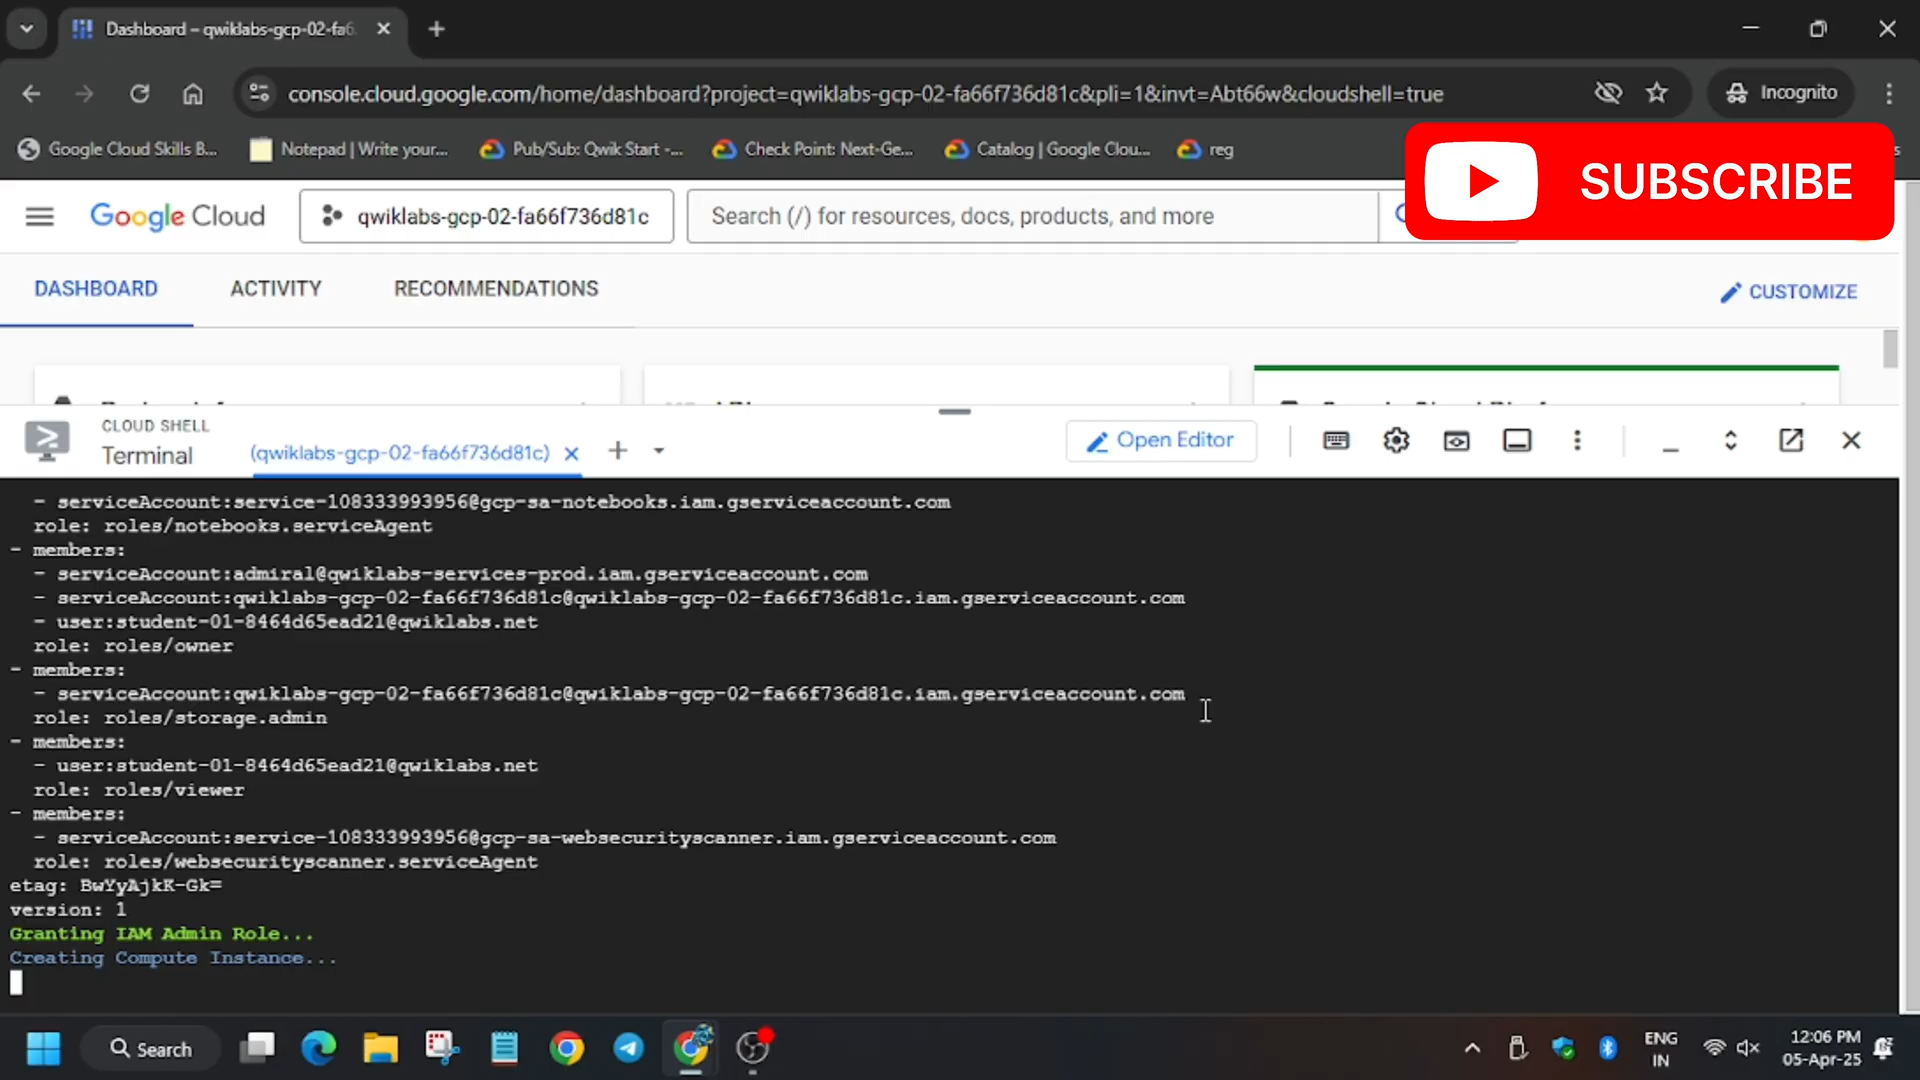 Dashboard – qwiklabs-gcp-02-fa6
console.cloud.google.com/home/dashboard?project=qwiklabs-gcp-02-fa66f736d81c&pli=1&invt=Abt66w&cloudshell=true
Incognito
Google Cloud Skills B...
Notepad | Write your...
Pub/Sub: Qwik Start -...
Check Point: Next-Ge...
Catalog | Google Clou...
reg
SUBSCRIBE
Google Cloud
qwiklabs-gcp-02-fa66f736d81c
Search (/) for resources, docs, products, and more
DASHBOARD
ACTIVITY
RECOMMENDATIONS
CUSTOMIZE
CLOUD SHELL
Terminal
(qwiklabs-gcp-02-fa66f736d81c)
Open Editor
- serviceAccount:service-1083339939560@gcp-sa-notebooks.iam.gserviceaccount.com
role: roles/notebooks.serviceAgent
- members:
- serviceAccount:admiral@qwiklabs-services-prod.iam.gserviceaccount.com
- serviceAccount:qwiklabs-gcp-02-fa66f736d81c@qwiklabs-gcp-02-fa66f736d81c.iam.gserviceaccount.com
- user:student-01-8464d65ead21@qwiklabs.net
role: roles/owner
- members:
- serviceAccount:qwiklabs-gcp-02-fa66f736d81c@qwiklabs-gcp-02-fa66f736d81c.iam.gserviceaccount.com
role: roles/storage.admin
- members:
- user:student-01-8464d65ead21@qwiklabs.net
role: roles/viewer
- members:
- serviceAccount:service-1083339939560@gcp-sa-websecurityscanner.iam.gserviceaccount.com
role: roles/websecurityscanner.serviceAgent
etag: BwYyAjkK-Gk=
version: 1
Granting IAM Admin Role...
Creating Compute Instance...
Search
ENG
IN
12:06 PM
05-Apr-25